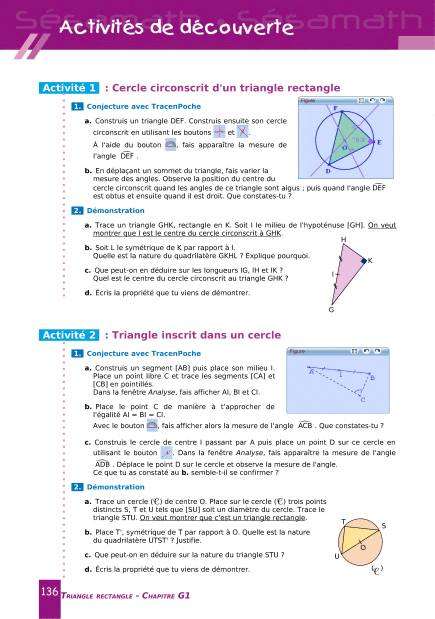 Sésamath - Sésamath
Activités de découverte
Activité 1 : Cercle circonscrit d'un triangle rectangle
1. Conjecture avec TracenPoche
a. Construis un triangle DEF. Construis ensuite son cercle
circonscrit en utilisant les boutons et .
À l'aide du bouton , fais apparaître la mesure de
l'angle DEF .
b. En déplaçant un sommet du triangle, fais varier la
mesure des angles. Observe la position du centre du
cercle circonscrit quand les angles de ce triangle sont aigus ; puis quand l'angle DEF
est obtus et ensuite quand il est droit. Que constates-tu ?
Figure
F
E
O
D
2. Démonstration
a. Trace un triangle GHK, rectangle en K. Soit I le milieu de l'hypoténuse [GH]. On veut
montrer que I est le centre du cercle circonscrit à GHK.
b. Soit L le symétrique de K par rapport à I.
Quelle est la nature du quadrilatère GKHL ? Explique pourquoi.
c. Que peut-on en déduire sur les longueurs IG, IH et IK ?
Quel est le centre du cercle circonscrit au triangle GHK ?
d. Écris la propriété que tu viens de démontrer.
H
K
I
G
Activité 2 : Triangle inscrit dans un cercle
1. Conjecture avec TracenPoche
a. Construis un segment [AB] puis place son milieu I.
Place un point libre C et trace les segments [CA] et
[CB] en pointillés.
Dans la fenêtre Analyse, fais afficher AI, BI et CI.
b. Place le point C de manière à t'approcher de
l'égalité AI = BI = CI.
Avec le bouton , fais afficher alors la mesure de l'angle ACB . Que constates-tu ?
Figure
A
I
B
C
c. Construis le cercle de centre I passant par A puis place un point D sur ce cercle en
utilisant le bouton . Dans la fenêtre Analyse, fais apparaître la mesure de l'angle
ADB . Déplace le point D sur le cercle et observe la mesure de l'angle.
Ce que tu as constaté au b. semble-t-il se confirmer ?
2. Démonstration
a. Trace un cercle (C) de centre O. Place sur le cercle (C) trois points
distincts S, T et U tels que [SU] soit un diamètre du cercle. Trace le
triangle STU. On veut montrer que c'est un triangle rectangle.
b. Place T', symétrique de T par rapport à O. Quelle est la nature
du quadrilatère UTST' ? Justifie.
c. Que peut-on en déduire sur la nature du triangle STU ?
d. Écris la propriété que tu viens de démontrer.
T
S
O
U
(C)
136 TRIANGLE RECTANGLE - CHAPITRE G1